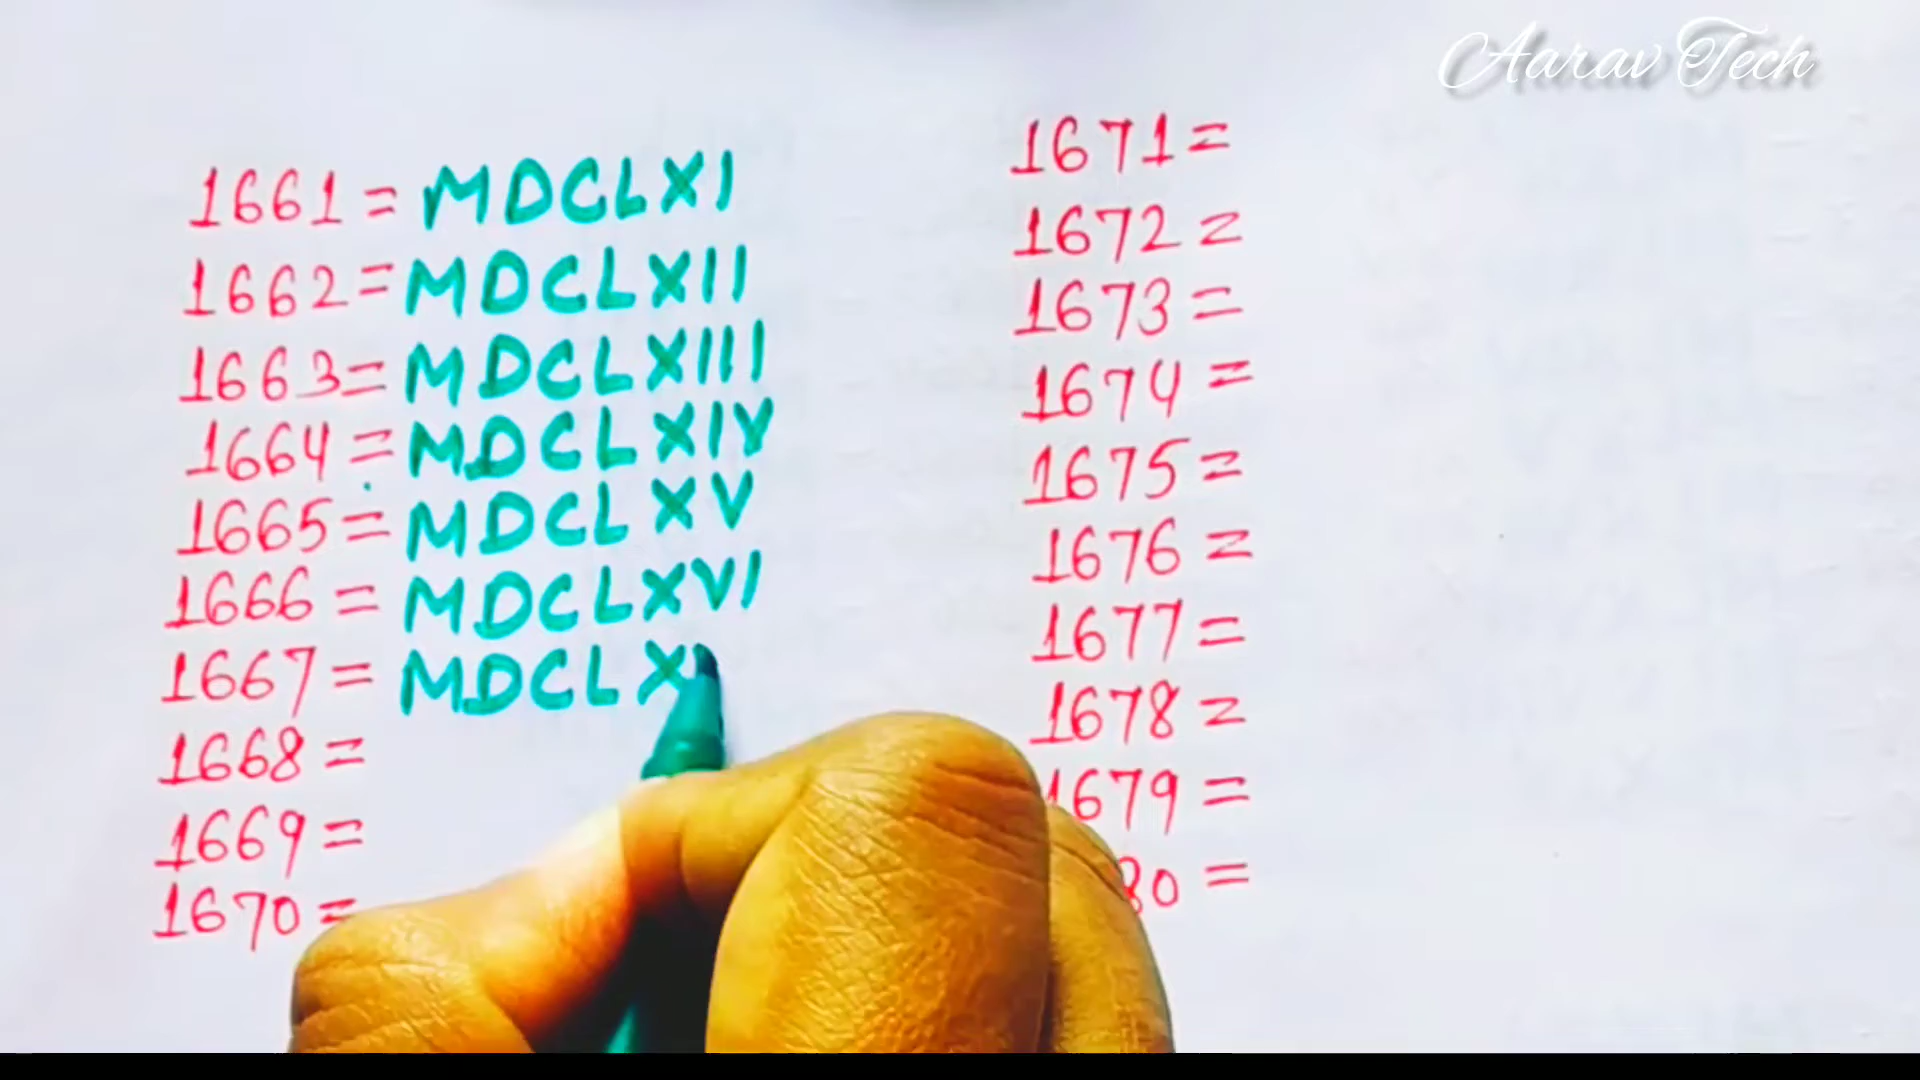 Aarav Tech
1661 = MDCLXI
1662 = MDCLXII
1663 = MDCLXIII
1664 = MDCLXIV
1665 = MDCLXV
1666 = MDCLXVI
1667 = MDCLX
1668 =
1669 =
1670 =
1671 =
1672 =
1673 =
1674 =
1675 =
1676 =
1677 =
1678 =
1679 =
80 =